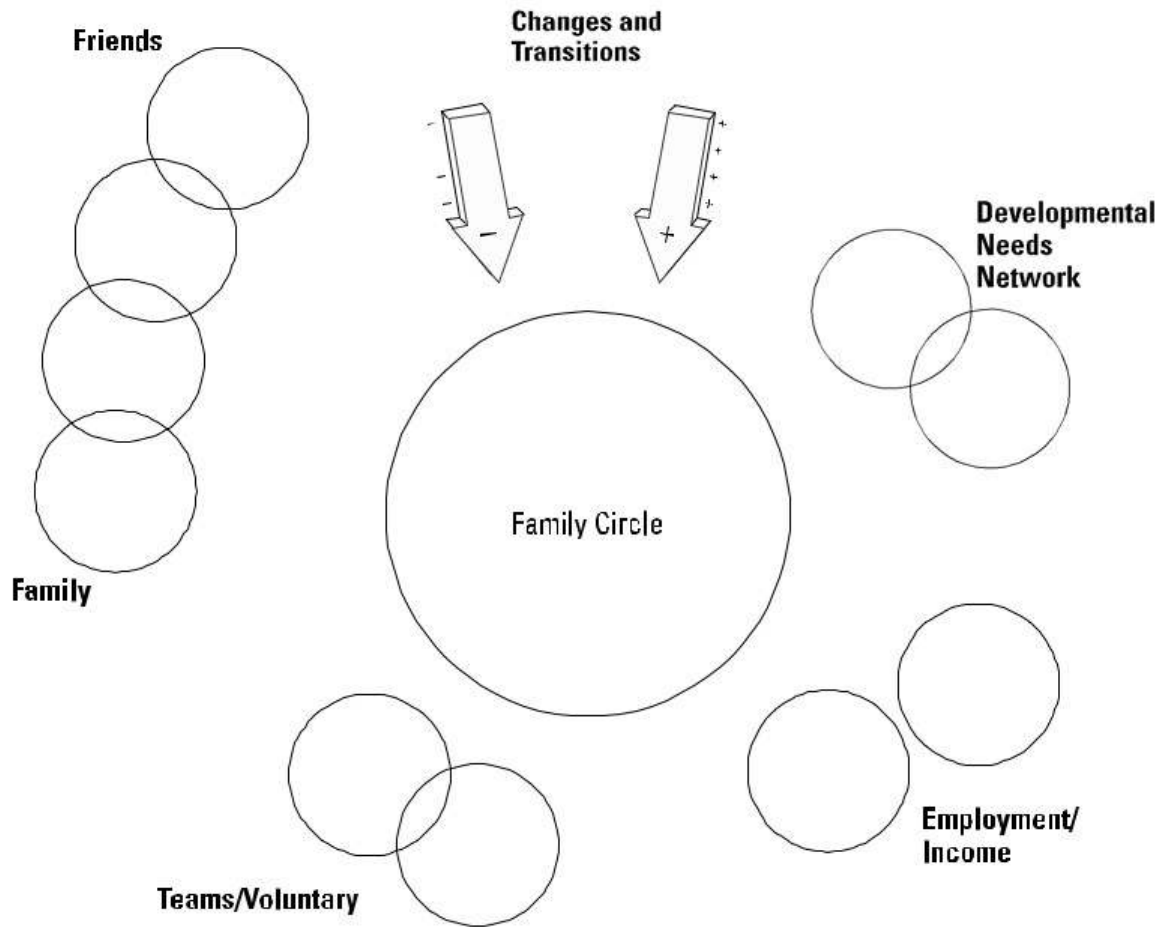 Changes and
Transitions
Friends
Developmental
Needs
Network
Family Circle
Family
Employment/
Income
Teams/Voluntary